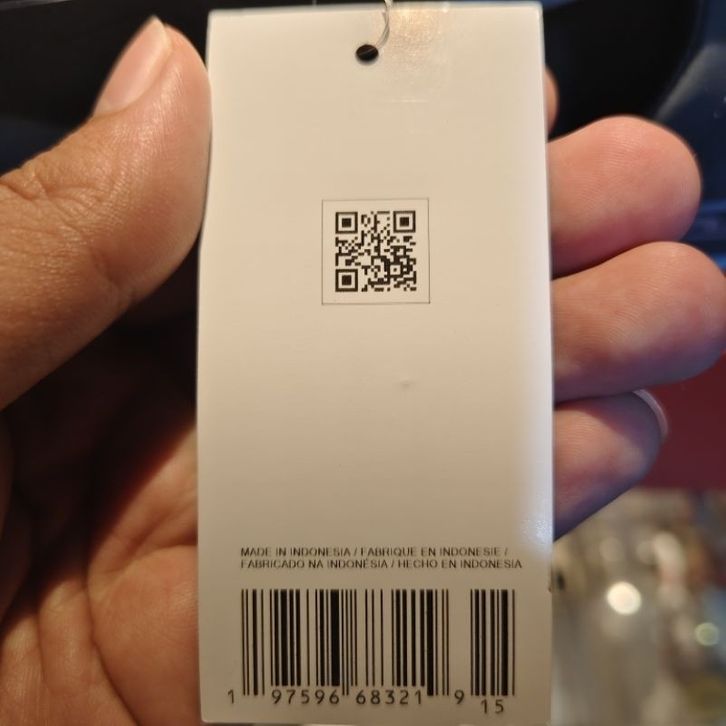 MADE IN INDONESIA / FABRIQUE EN INDONESIE /
FABRICADO NA INDONÉSIA / HECHO EN INDONESIA
1 97596 68321 9 15